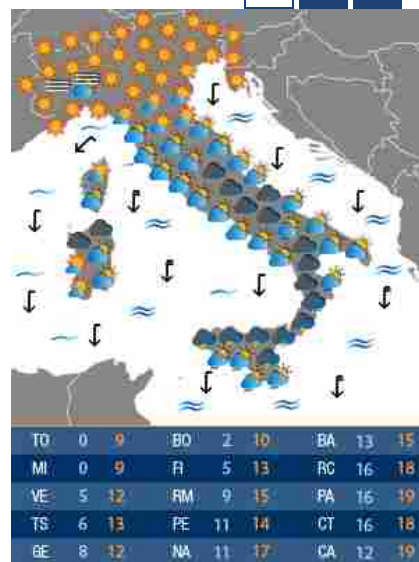 TO 0 9 BO 2 10 BA 13 15
MI 0 9 FI 5 13 RC 16 18
VE 5 12 RM 9 15 PA 16 19
TS 6 13 PE 11 14 CT 16 18
GE 8 12 NA 11 17 CA 12 19